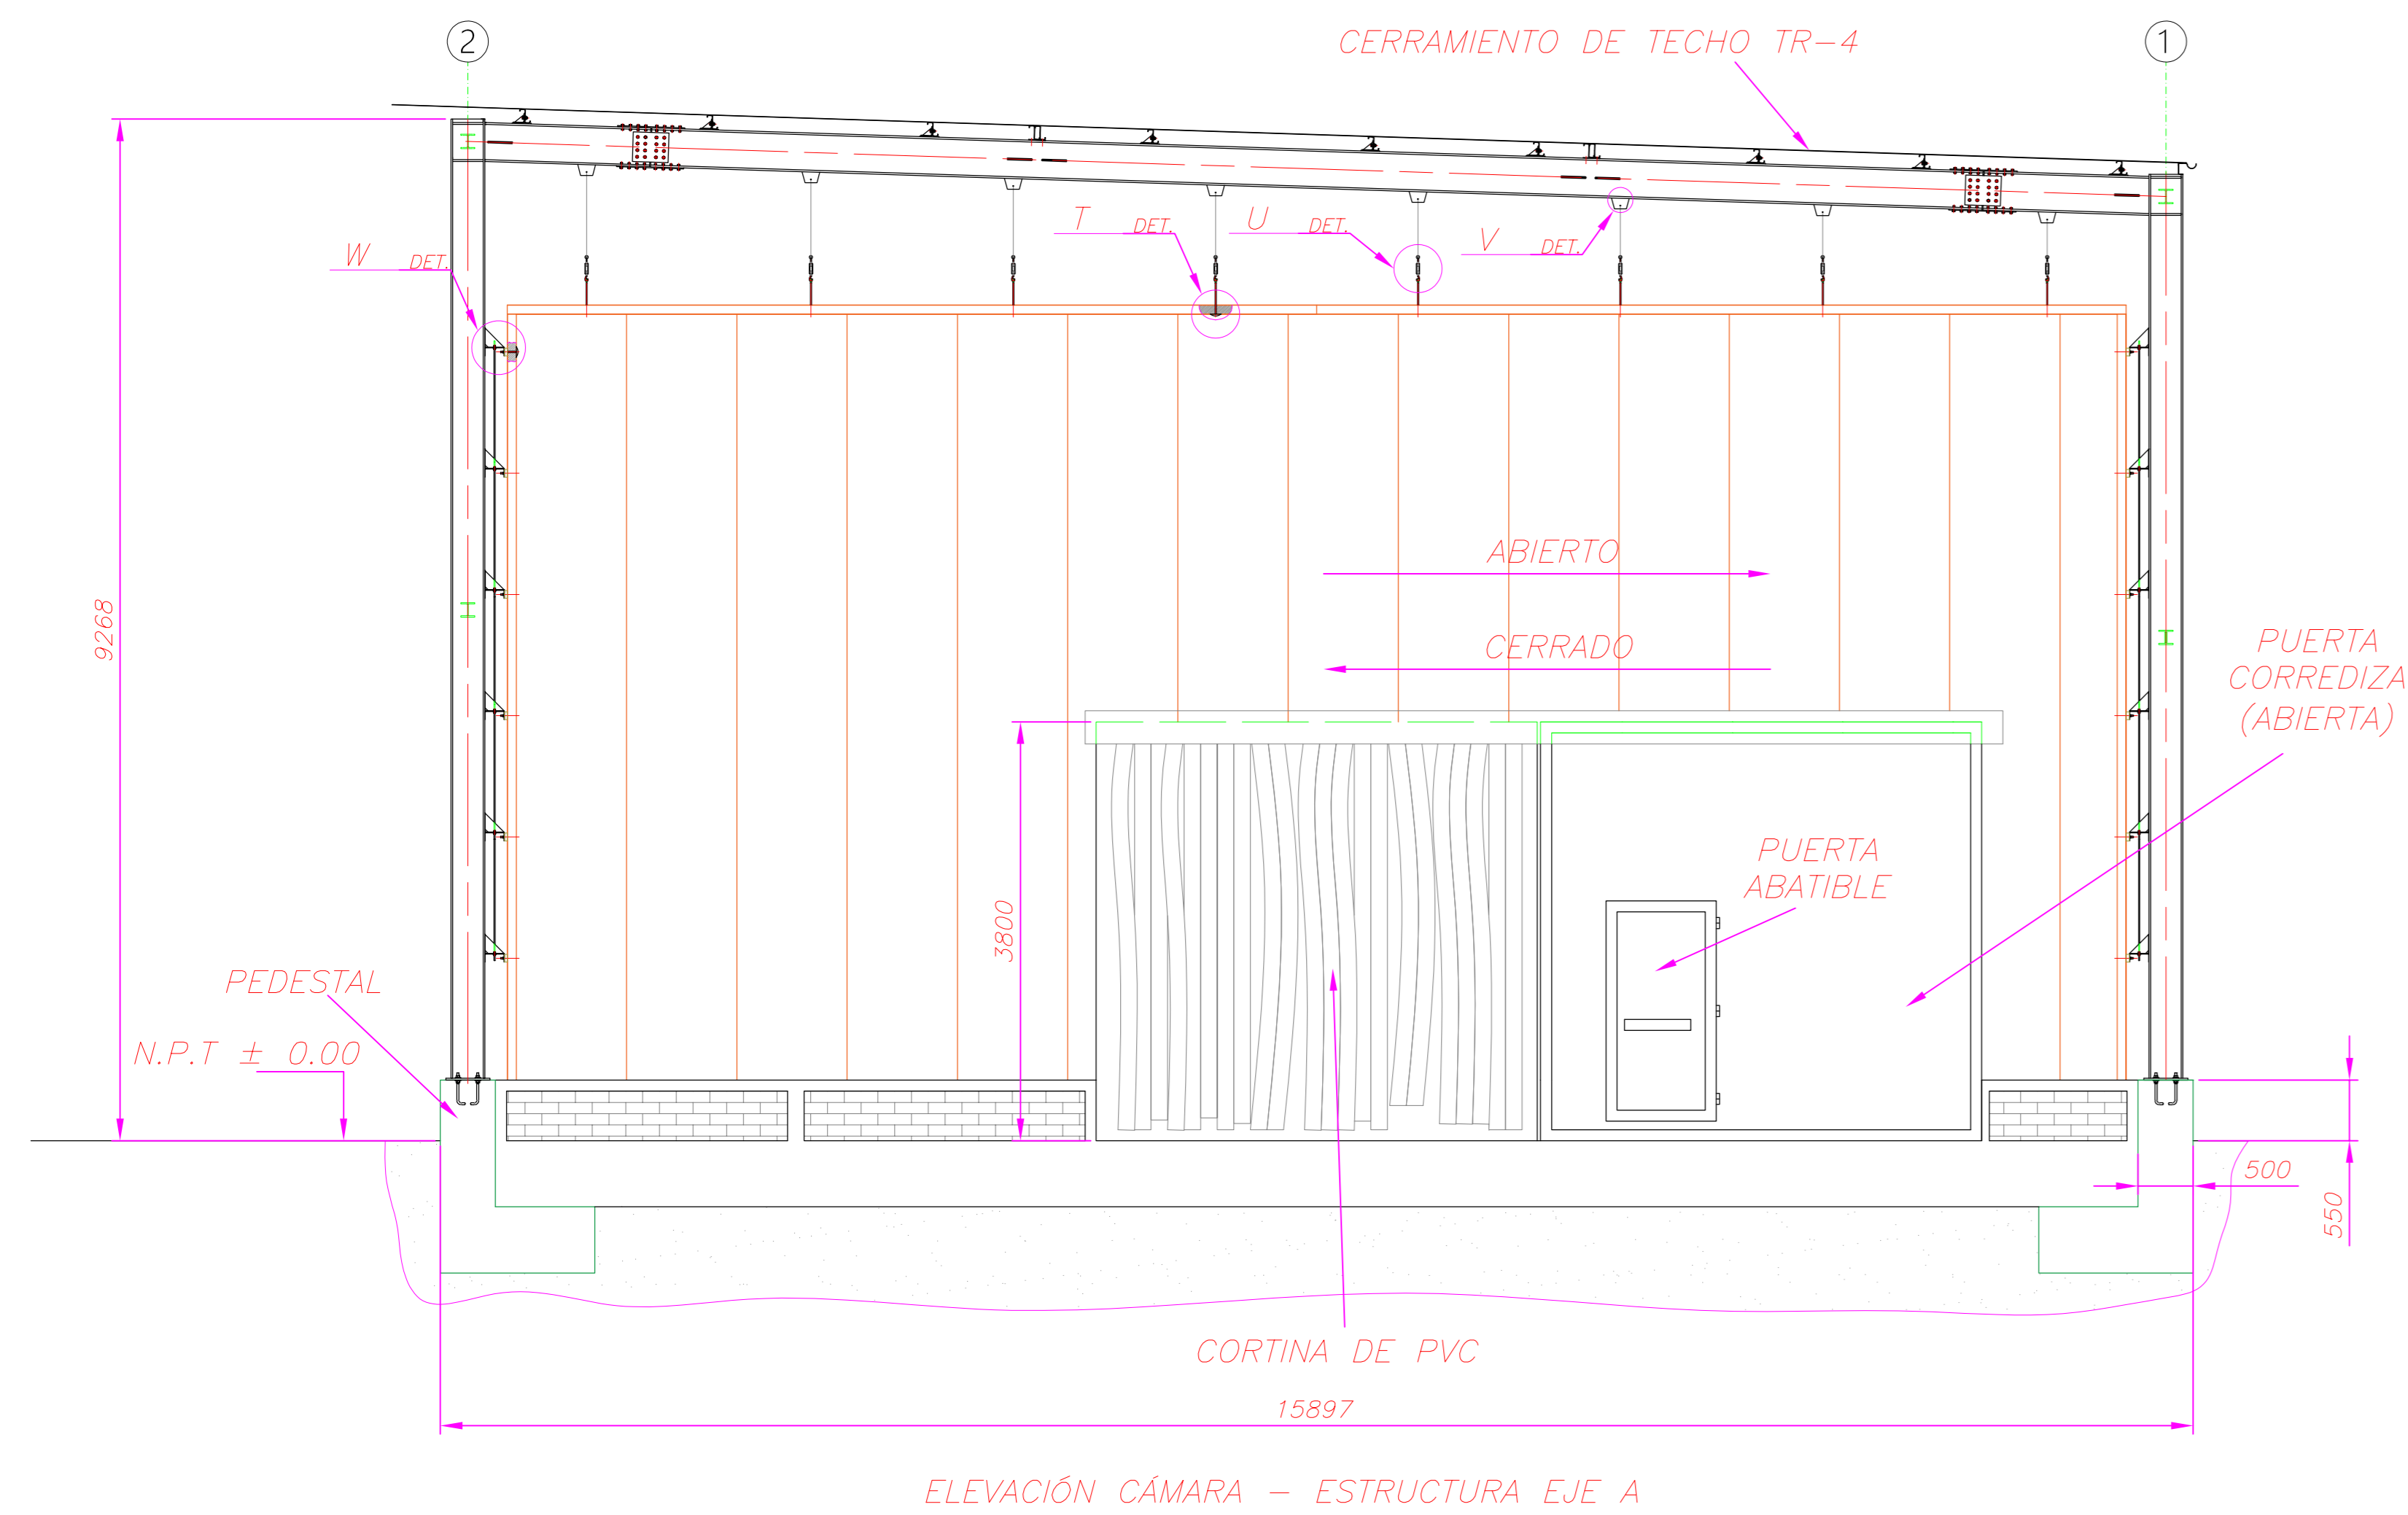 2
1
CERRAMIENTO DE TECHO TR-4
W DET.
T DET.
U DET.
V DET.
ABIERTO
CERRADO
9268
PUERTA
CORREDIZA
(ABIERTA)
3800
PUERTA
ABATIBLE
PEDESTAL
N.P.T ± 0.00
500
550
CORTINA DE PVC
15897
ELEVACIÓN CÁMARA - ESTRUCTURA EJE A